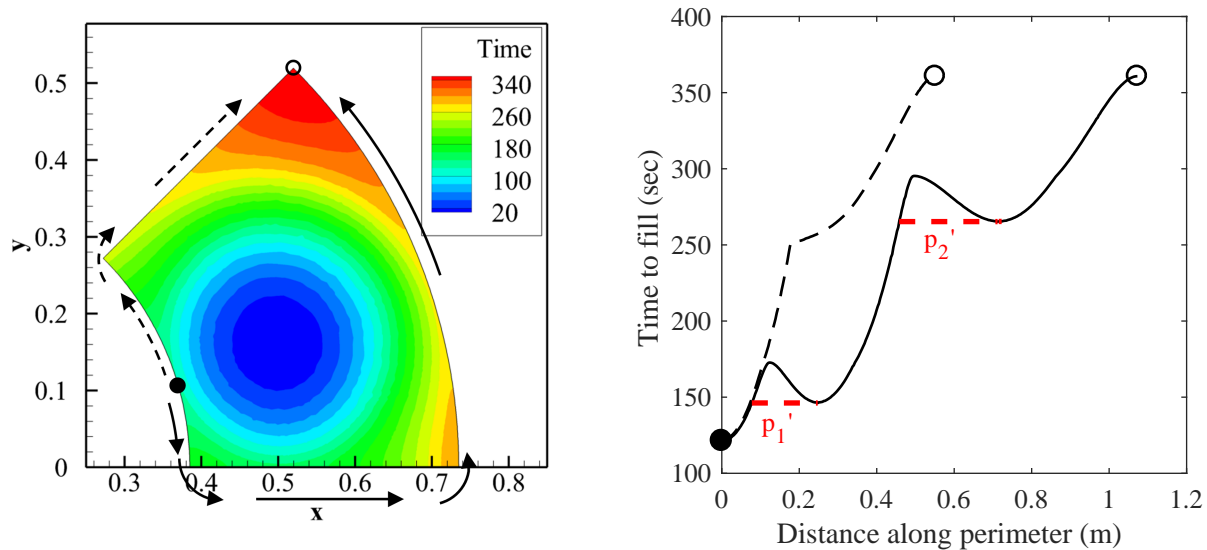 Time
340
260
180
100
20
0.5
0.4
0.3
0.2
0.1
0
y
0.3 0.4 0.5 0.6 0.7 0.8
x
400
350
300
250
200
150
100
Time to fill (sec)
p2'
p1'
0 0.2 0.4 0.6 0.8 1 1.2
Distance along perimeter (m)